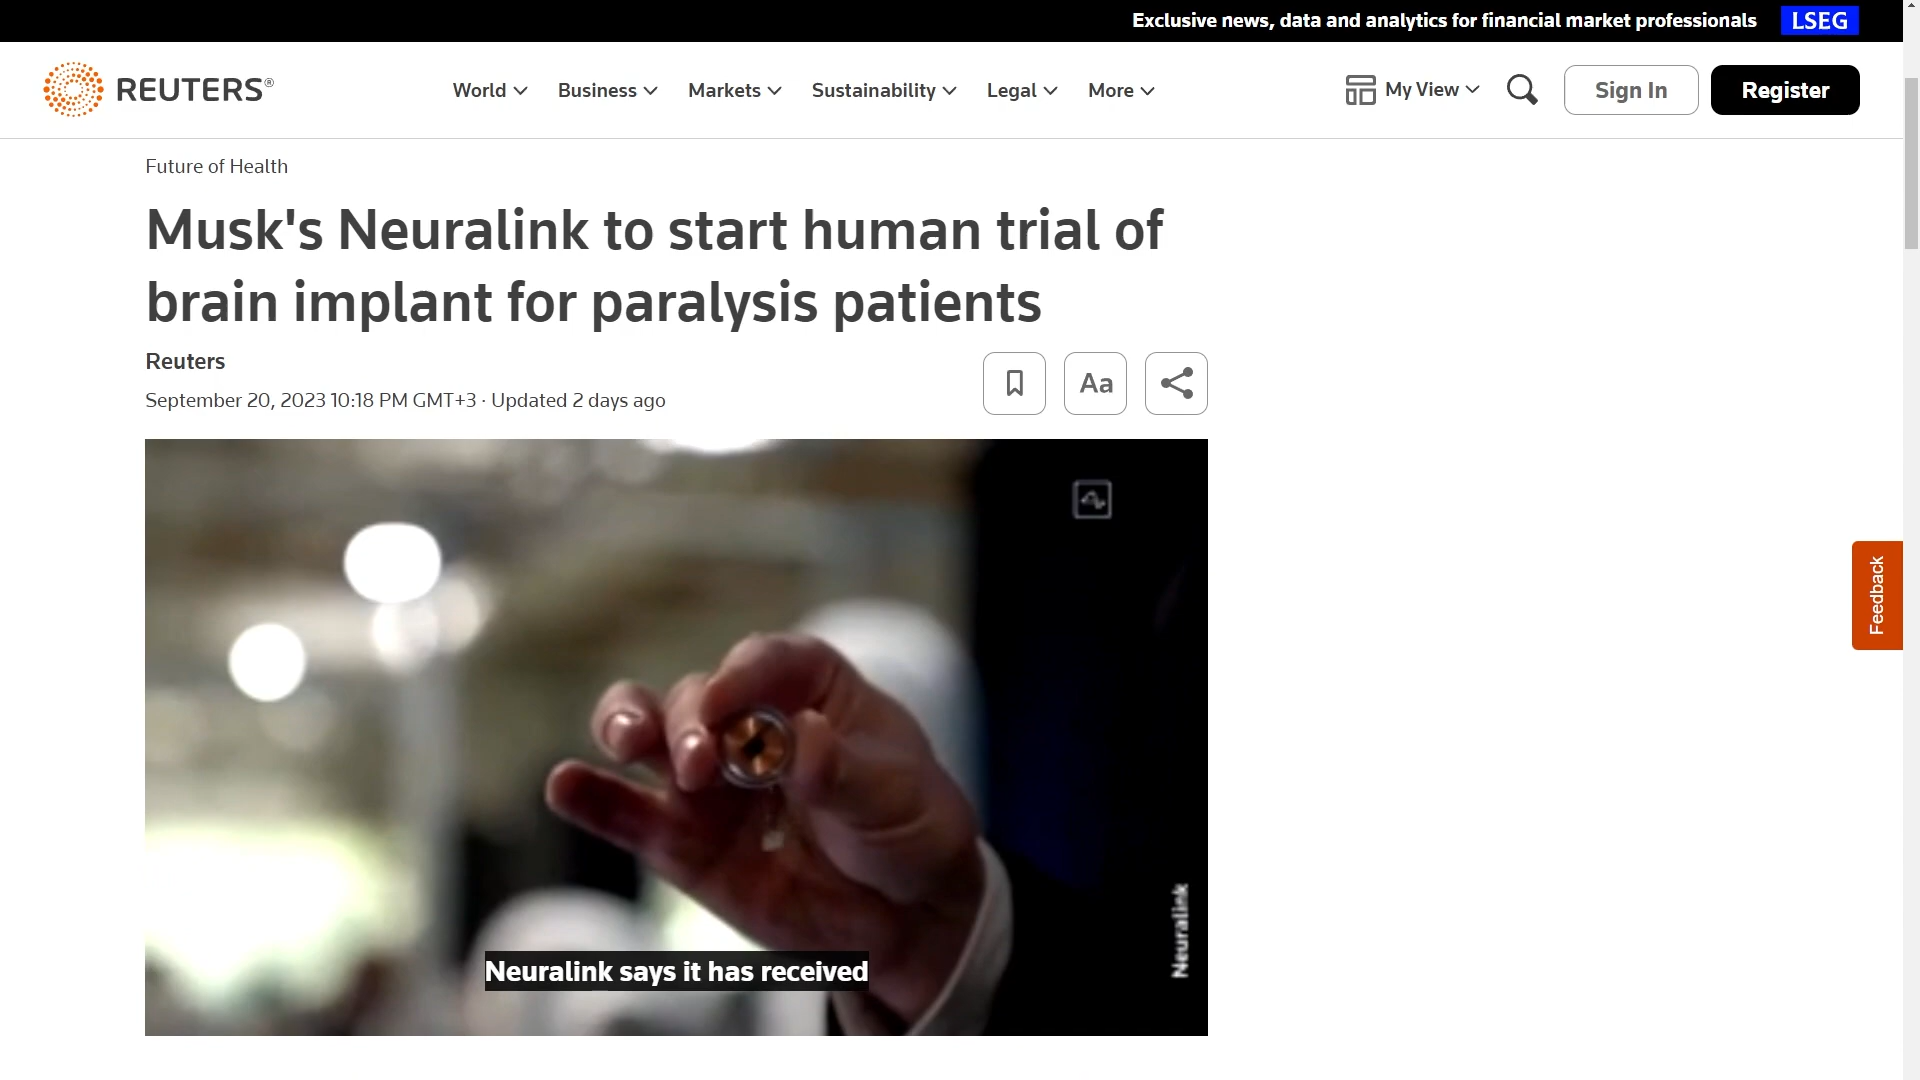 Exclusive news, data and analytics for financial market professionals LSEG
REUTERS®
World Business Markets Sustainability Legal More
My View Sign In Register
Future of Health
Musk's Neuralink to start human trial of
brain implant for paralysis patients
Reuters
September 20, 2023 10:18 PM GMT+3 · Updated 2 days ago
Aa
Neuralink says it has received
Neuralink
Feedback